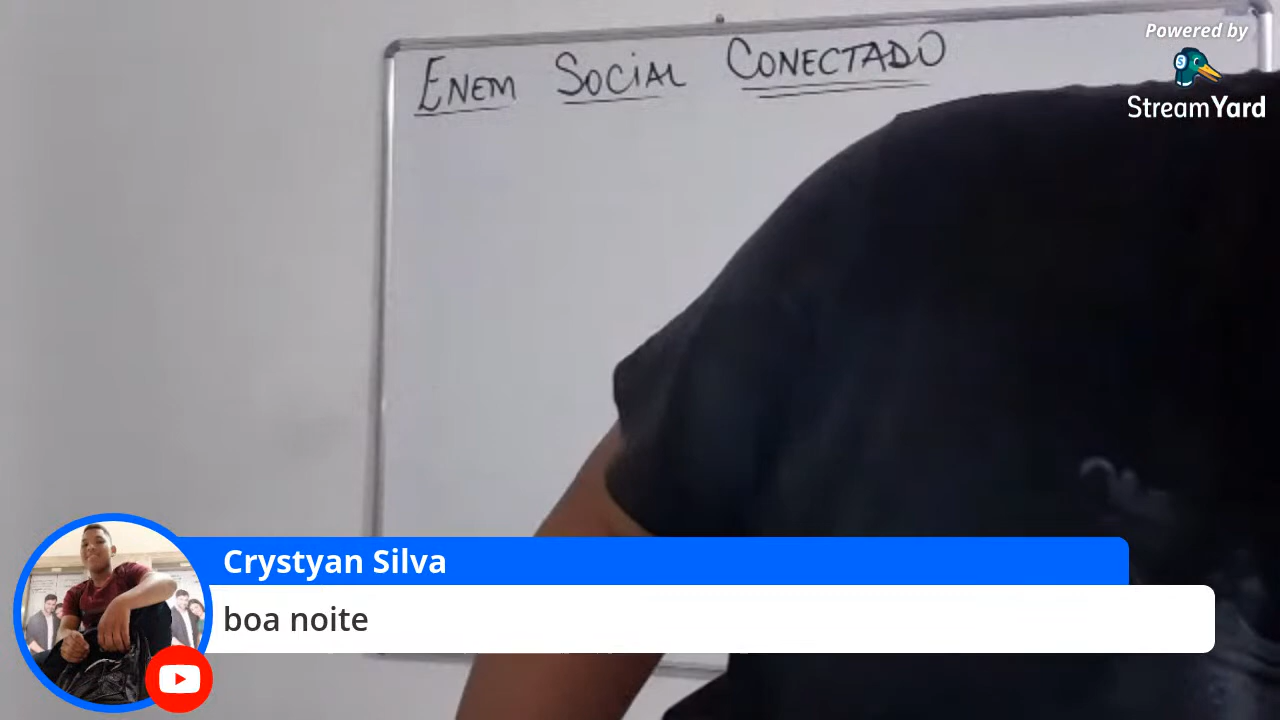 ENEM SOCIAL CONECTADO
Powered by
StreamYard
Crystyan Silva
boa noite